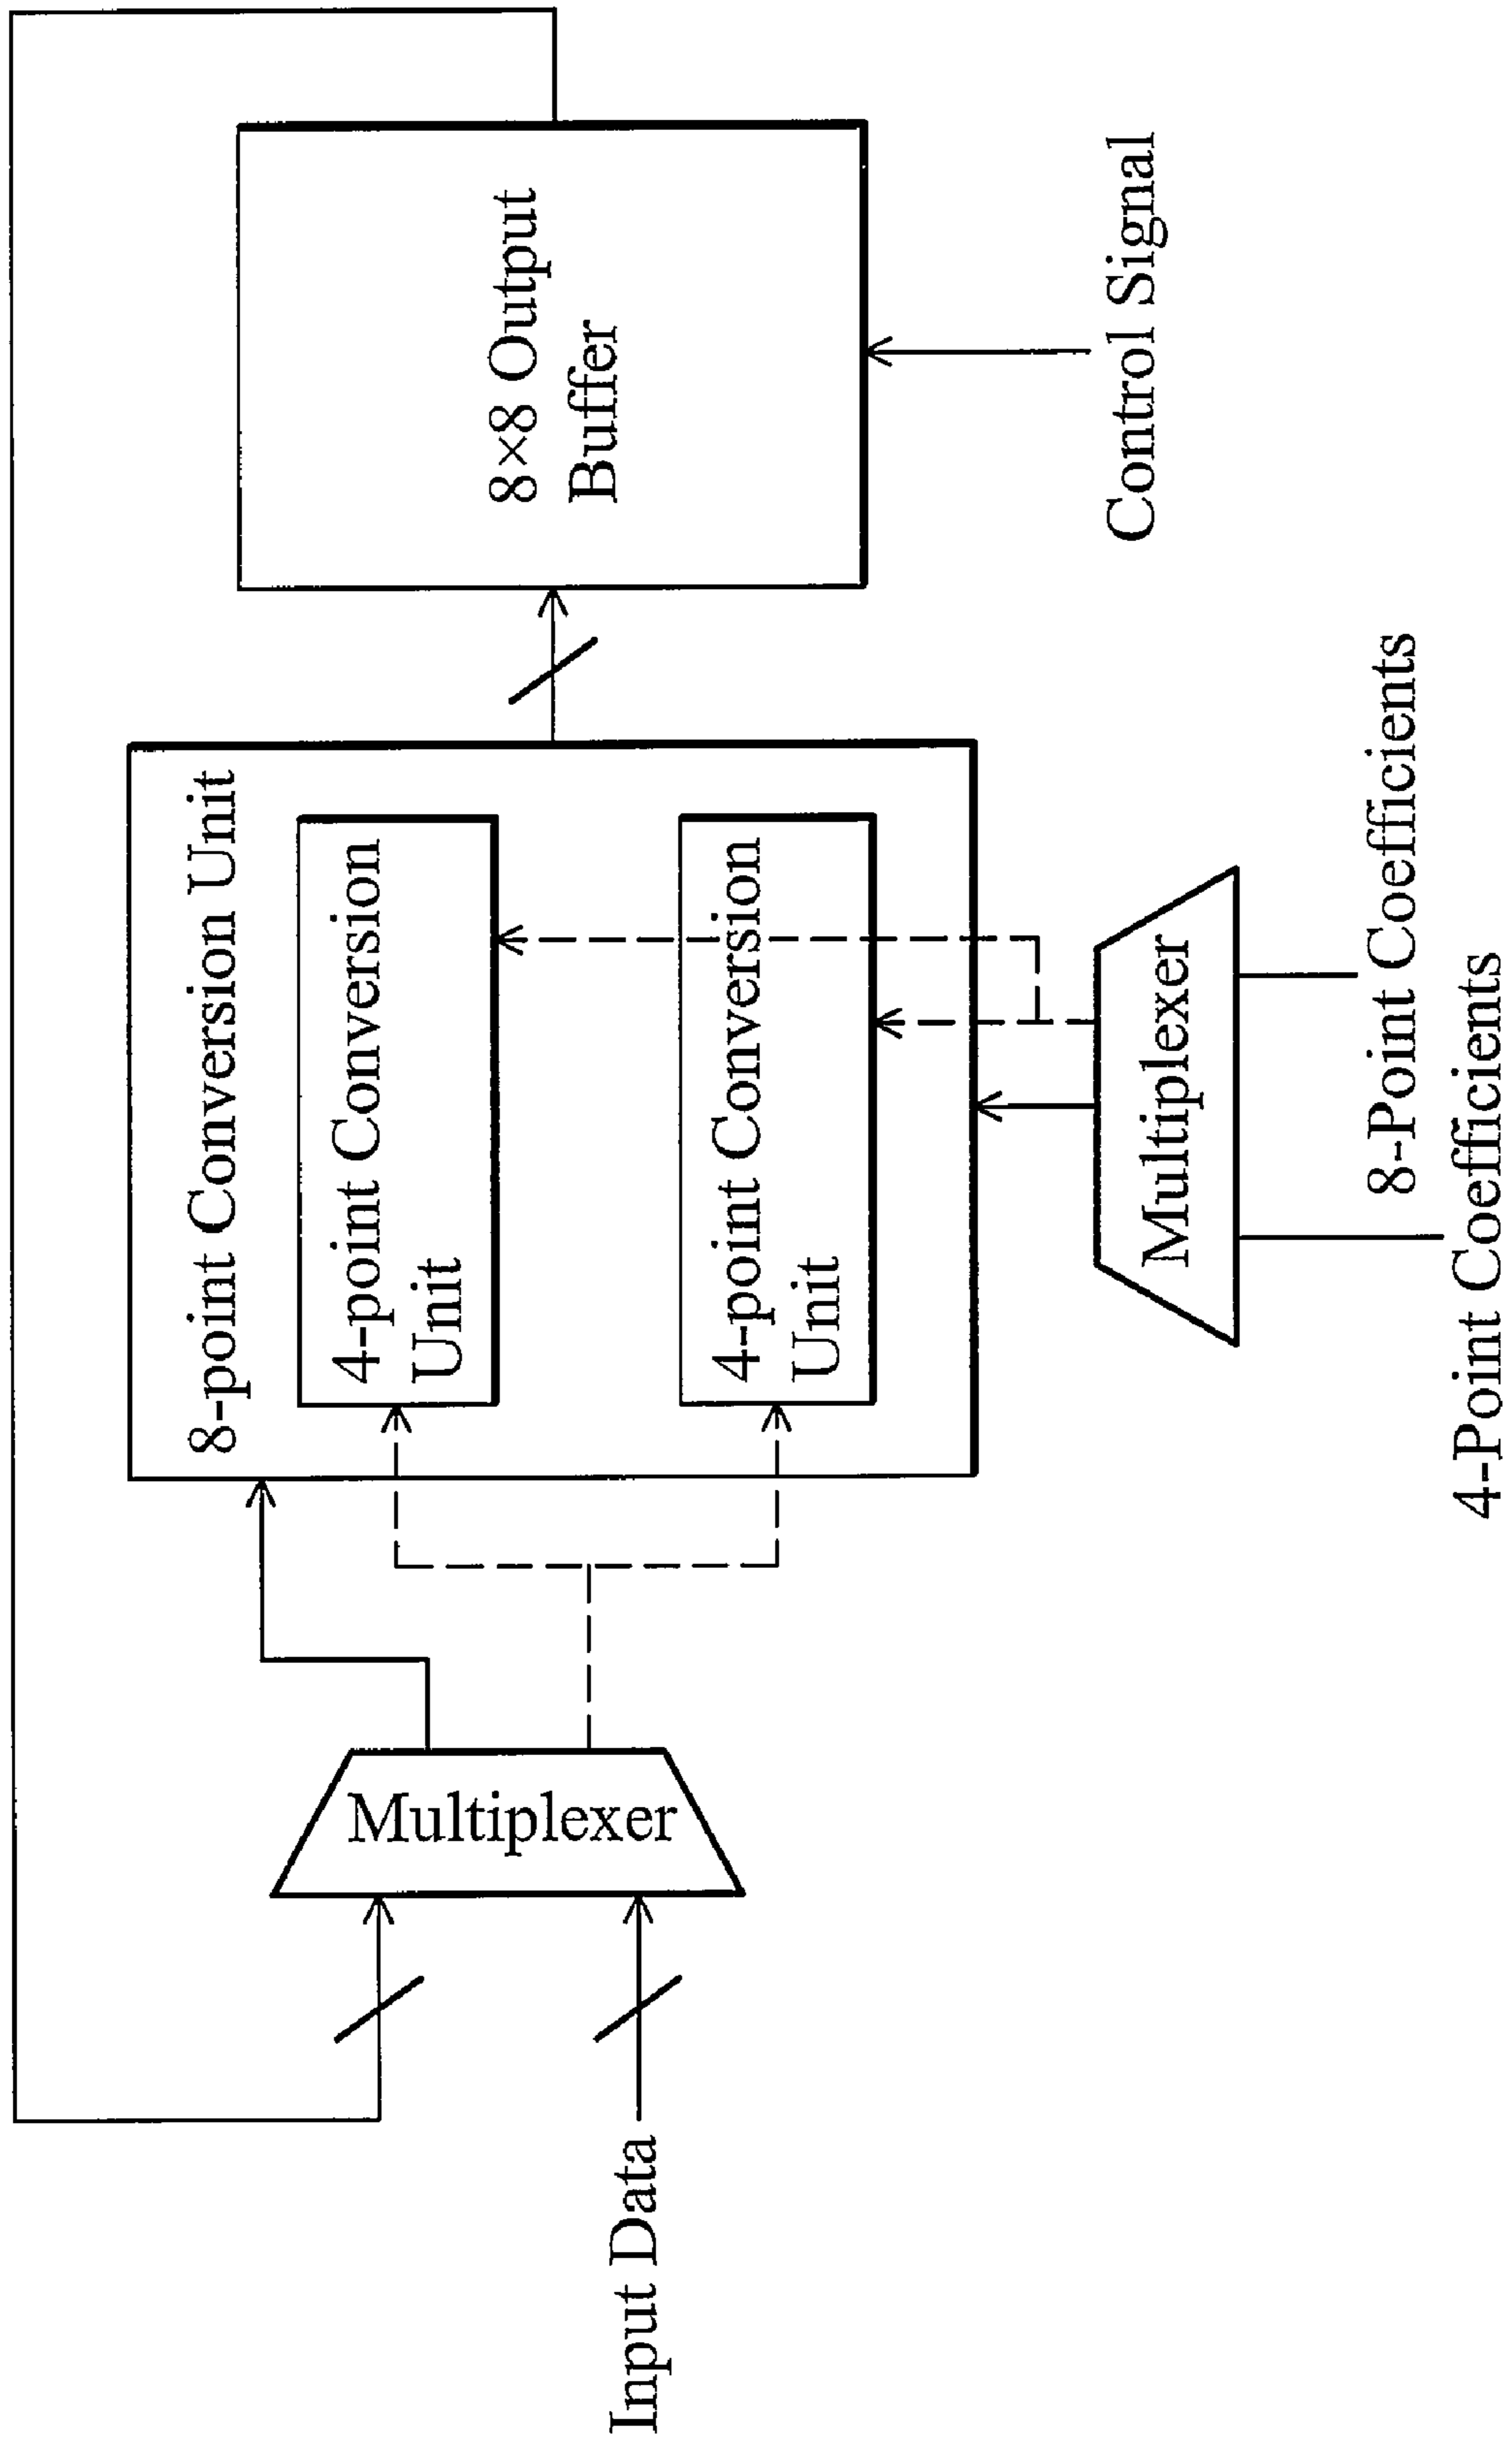 8-point Conversion Unit
4-point Conversion
Unit
4-point Conversion
Unit
8×8 Output
Buffer
Multiplexer
Input Data
Multiplexer
Control Signal
8-Point Coefficients
4-Point Coefficients